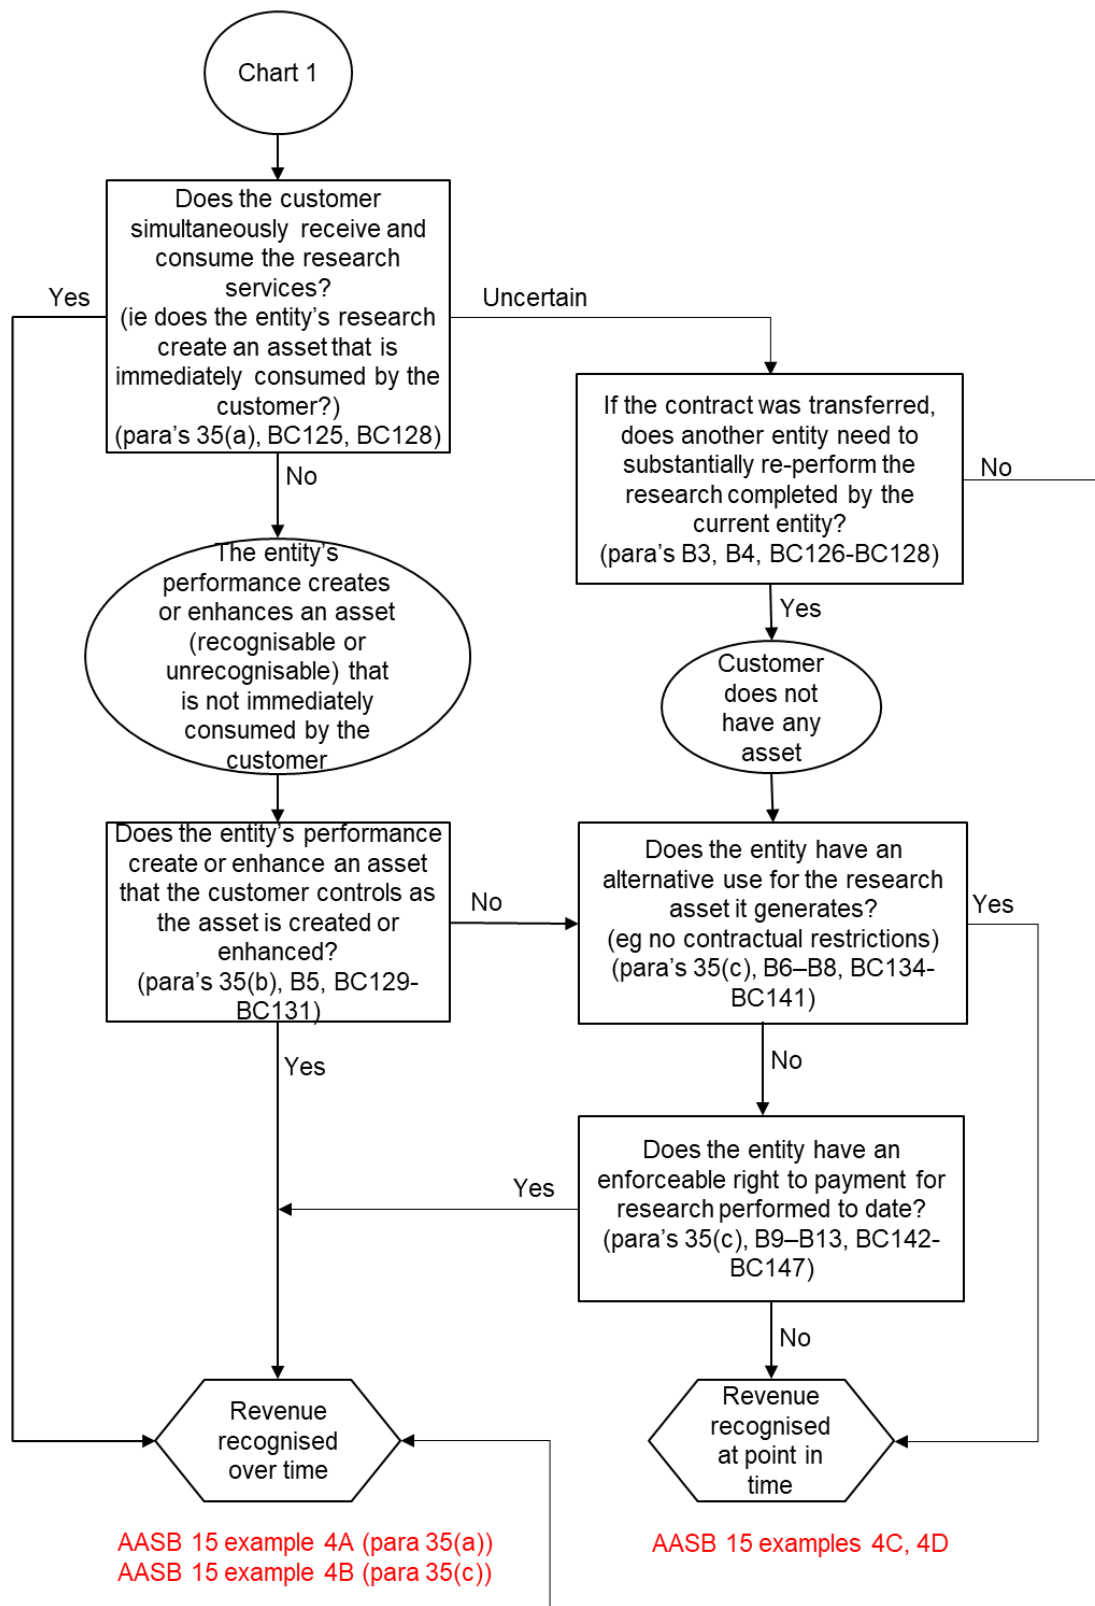 Chart 1
Does the customer
simultaneously receive and
consume the research
services?
(ie does the entity's research
create an asset that is
immediately consumed by the
customer?)
(para's 35(a), BC125, BC128)
Yes
Uncertain
No
If the contract was transferred,
does another entity need to
substantially re-perform the
research completed by the
current entity?
(para's B3, B4, BC126-BC128)
No
Yes
The entity's
performance creates
or enhances an asset
(recognisable or
unrecognisable) that
is not immediately
consumed by the
customer
Customer
does not
have any
asset
Does the entity's performance
create or enhance an asset
that the customer controls as
the asset is created or
enhanced?
(para's 35(b), B5, BC129-
BC131)
No
Yes
Does the entity have an
alternative use for the research
asset it generates?
(eg no contractual restrictions)
(para's 35(c), B6–B8, BC134-
BC141)
Yes
No
Does the entity have an
enforceable right to payment for
research performed to date?
(para's 35(c), B9–B13, BC142-
BC147)
Yes
No
Revenue
recognised
over time
Revenue
recognised
at point in
time
AASB 15 example 4A (para 35(a))
AASB 15 example 4B (para 35(c))
AASB 15 examples 4C, 4D